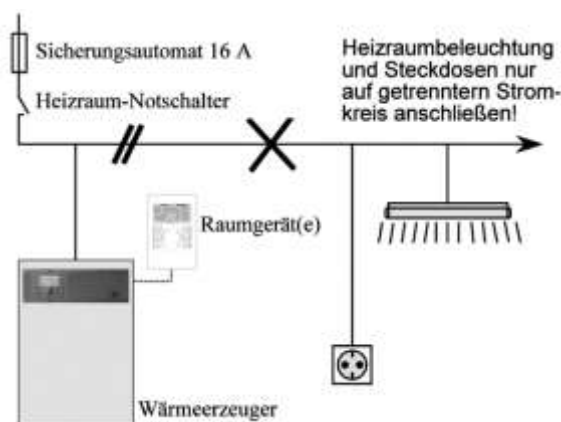 Sicherungsautomat 16 A
Heizraum-Notschalter
Heizraumbeleuchtung
und Steckdosen nur
auf getrenntern Strom-
kreis anschließen!
Raumgerät(e)
Wärmeerzeuger